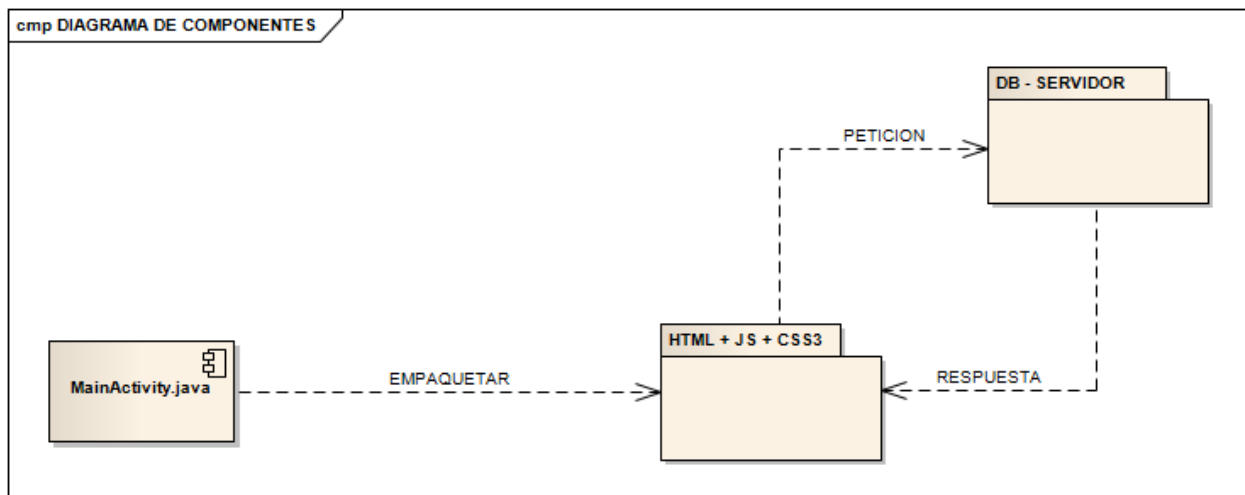 cmp DIAGRAMA DE COMPONENTES
DB - SERVIDOR
PETICION
HTML + JS + CSS3
MainActivity.java
EMPAQUETAR
RESPUESTA